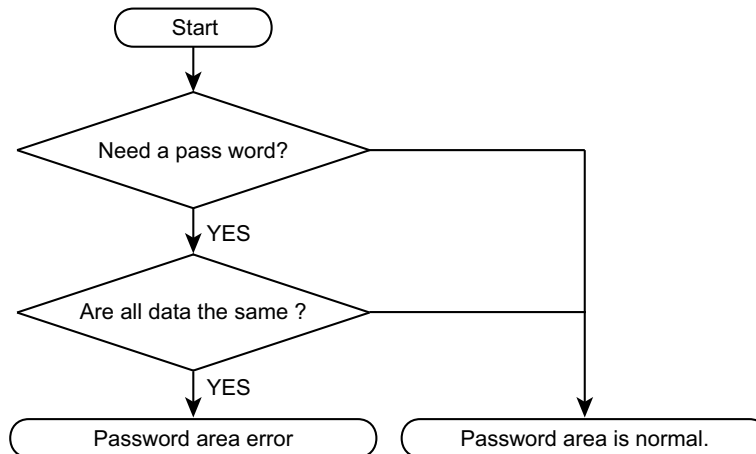 Start
Need a pass word?
YES
Are all data the same ?
YES
Password area error
Password area is normal.